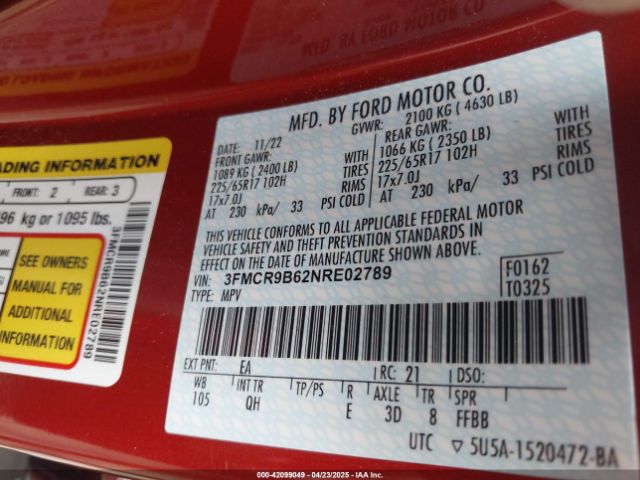 MFD. BY FORD MOTOR CO.
DATE: 11/22 GVWR: 2100 KG ( 4630 LB)
FRONT GAWR: REAR GAWR:
1089 KG ( 2400 LB) WITH 1066 KG ( 2350 LB) WITH
225/65R17 102H TIRES 225/65R17 102H TIRES
17x7.0J RIMS 17x7.0J RIMS
AT 230 kPa/ 33 PSI COLD AT 230 kPa/ 33 PSI COLD
THIS VEHICLE CONFORMS TO ALL APPLICABLE FEDERAL MOTOR
VEHICLE SAFETY AND THEFT PREVENTION STANDARDS IN
EFFECT ON THE DATE OF MANUFACTURE SHOWN ABOVE.
VIN: 3FMCR9B62NRE02789
TYPE: MPV
F0162
T0325
EXT PNT: EA RC: 21 DSO:
WB INT TR TP/PS R AXLE TR SPR
105 QH E 3D 8 FFBB
UTC ▽ 5U5A-1520472-BA
ADING INFORMATION
FRONT: 2 REAR: 3
96 kg or 1095 lbs.
SEE OWNERS
MANUAL FOR
ADDITIONAL
INFORMATION
3FMCR9B62NRE02789
000-42099049 - 04/23/2025 - IAAI.COM